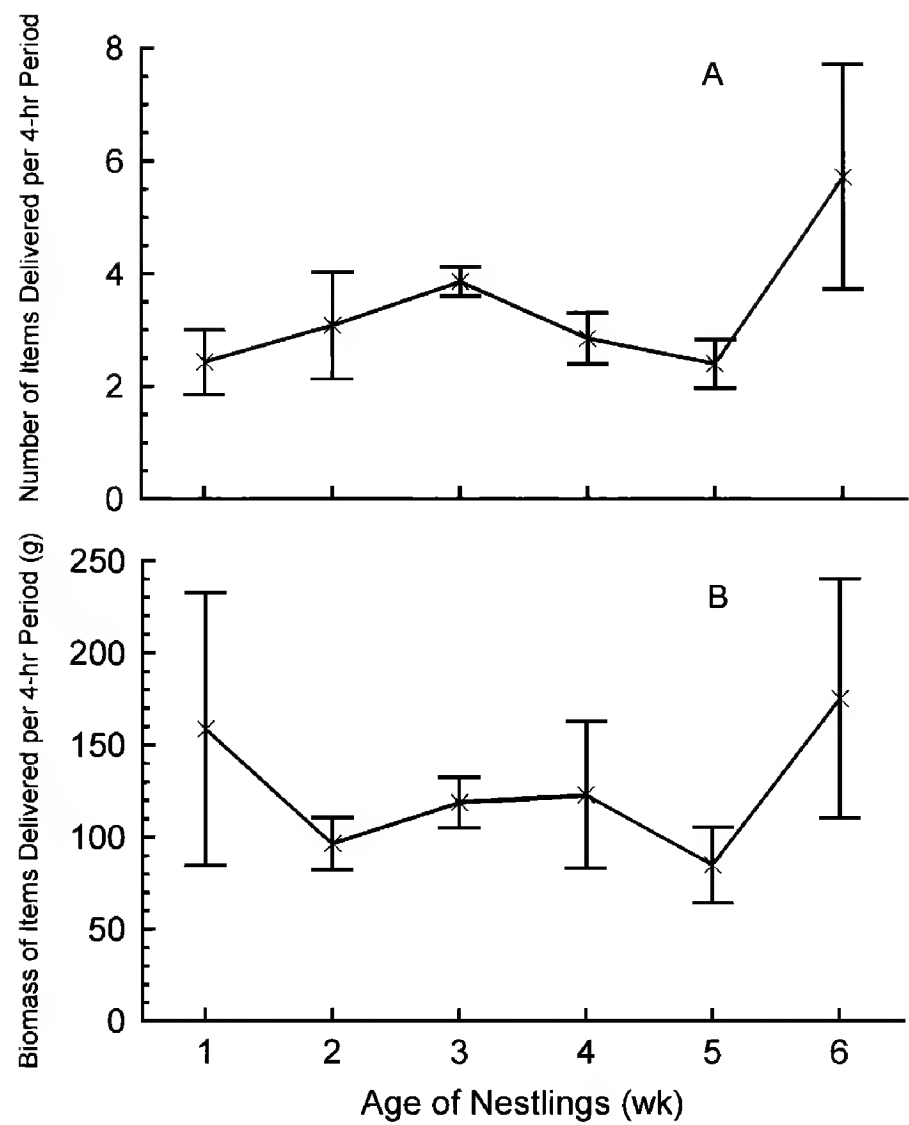 Number of Items Delivered per 4-hr Period
8
6
4
2
0
A
Biomass of Items Delivered per 4-hr Period (g)
250
200
150
100
50
0
B
1 2 3 4 5 6
Age of Nestlings (wk)